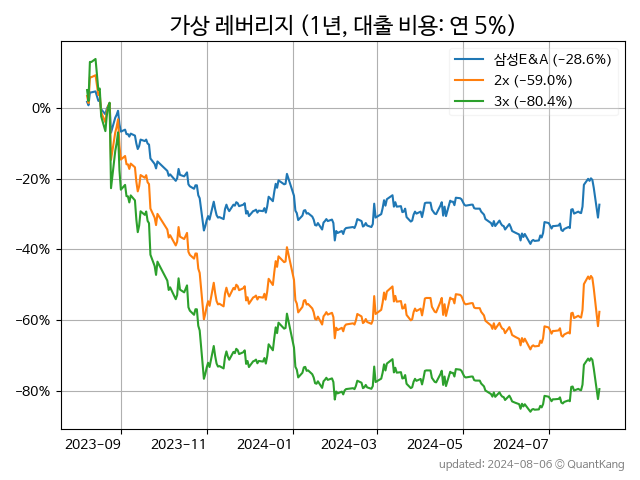 가상 레버리지 (1년, 대출 비용: 연 5%)
삼성E&A (−28.6%)
2x (−59.0%)
3x (−80.4%)
0%
−20%
−40%
−60%
−80%
2023-09 2023-11 2024-01 2024-03 2024-05 2024-07
updated: 2024-08-06 © QuantKang